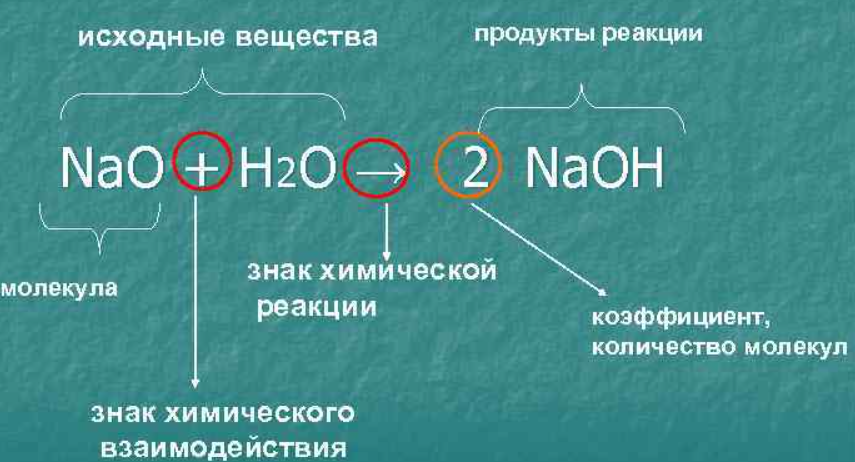 исходные вещества
продукты реакции
NaO + H2O → 2 NaOH
молекула
знак химической
реакции
коэффициент,
количество молекул
знак химического
взаимодействия